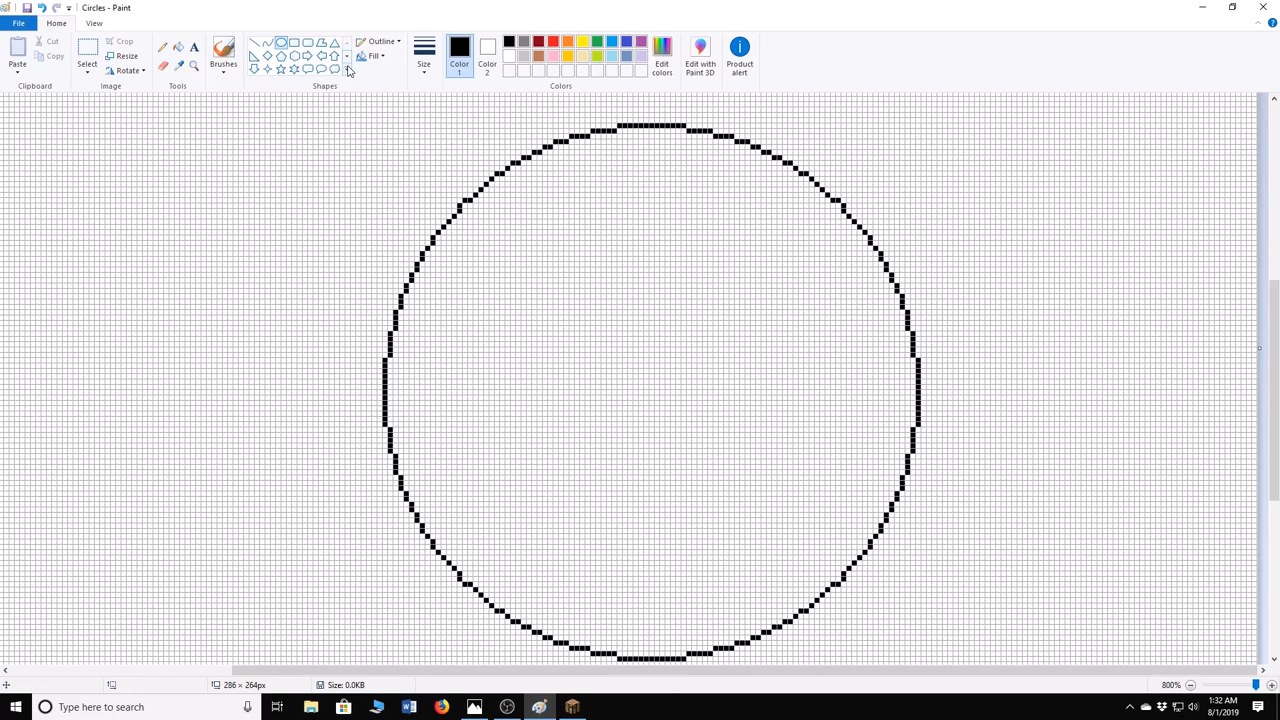 Circles - Paint
File Home View
Paste Cut Copy Clipboard
Select Crop Resize Rotate Image
Tools
Brushes
Outline Fill Shapes
Size
Color 1 Color 2
Edit colors
Colors
Edit with Paint 3D
Product alert
286 × 264px Size: 0.0KB 800%
Type here to search
1:32 AM
8/1/2019